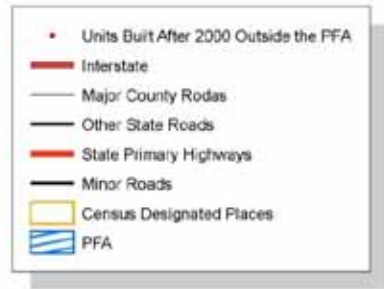 Units Built After 2000 Outside the PFA
Interstate
Major County Rodas
Other State Roads
State Primary Highways
Minor Roads
Census Designated Places
PFA